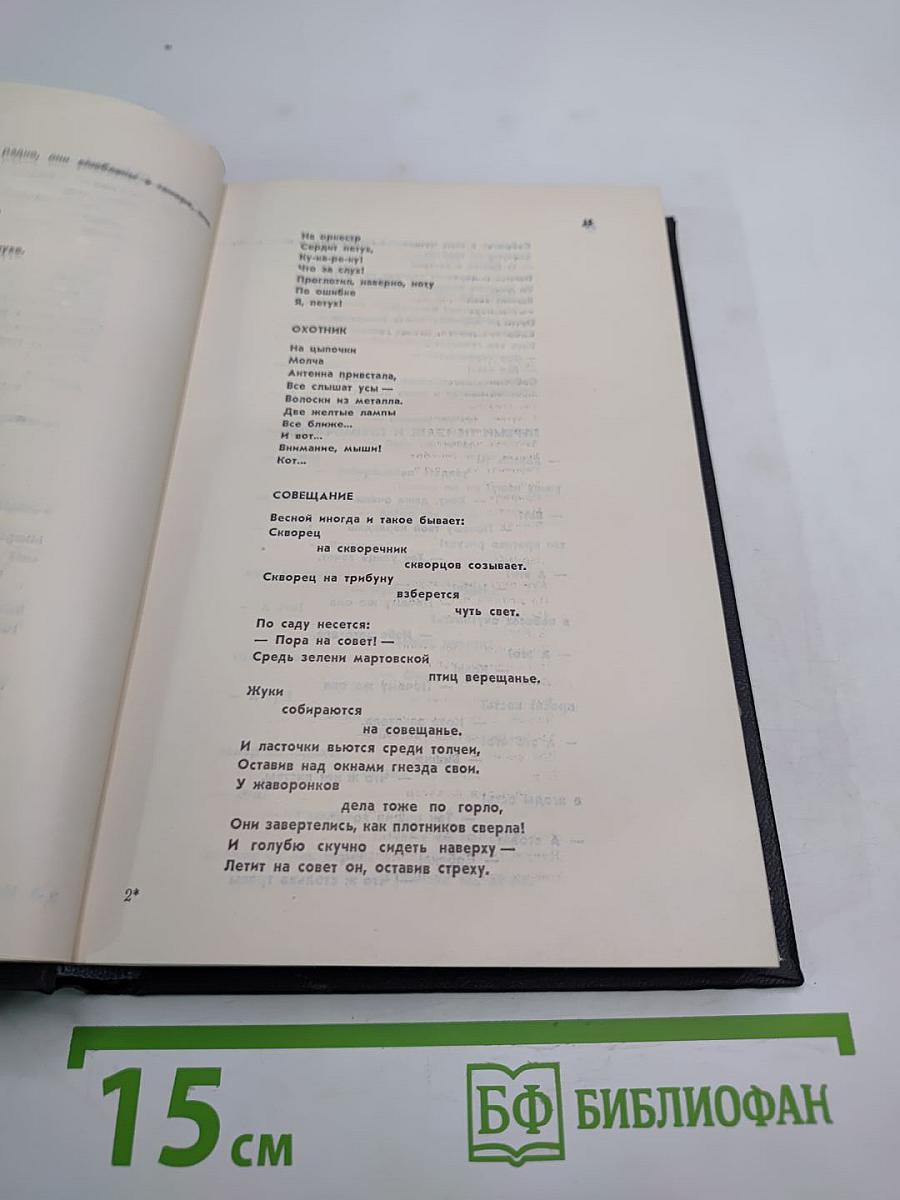 радио, они влюблены в
На оркестр
Сердит петух,
Ку-ка-ре-ку!
Что за слух!
Проглотил, наверно, ноту
По ошибке
Я, петух!
ОХОТНИК
На цыпочки
Молча
Антенна привстала,
Все слышат усы —
Волоски из металла.
Две желтые лампы
Все ближе...
И вот...
Внимание, мыши!
Кот...
СОВЕЩАНИЕ
Весной иногда и такое бывает:
Скворец
на скворечник
скворцов созывает.
Скворец на трибуну
взберется
чуть свет.
По саду несется:
— Пора на совет! —
Средь зелени мартовской
птиц верещанье.
Жуки
собираются
на совещанье.
И ласточки вьются среди толчеи,
Оставив над окнами гнезда свои.
У жаворонков
дела тоже по горло,
Они завертелись, как плотников сверла!
И голубю скучно сидеть наверху —
Летит на совет он, оставив стреху.
2*
15 см
БФ БИБЛИОФАН